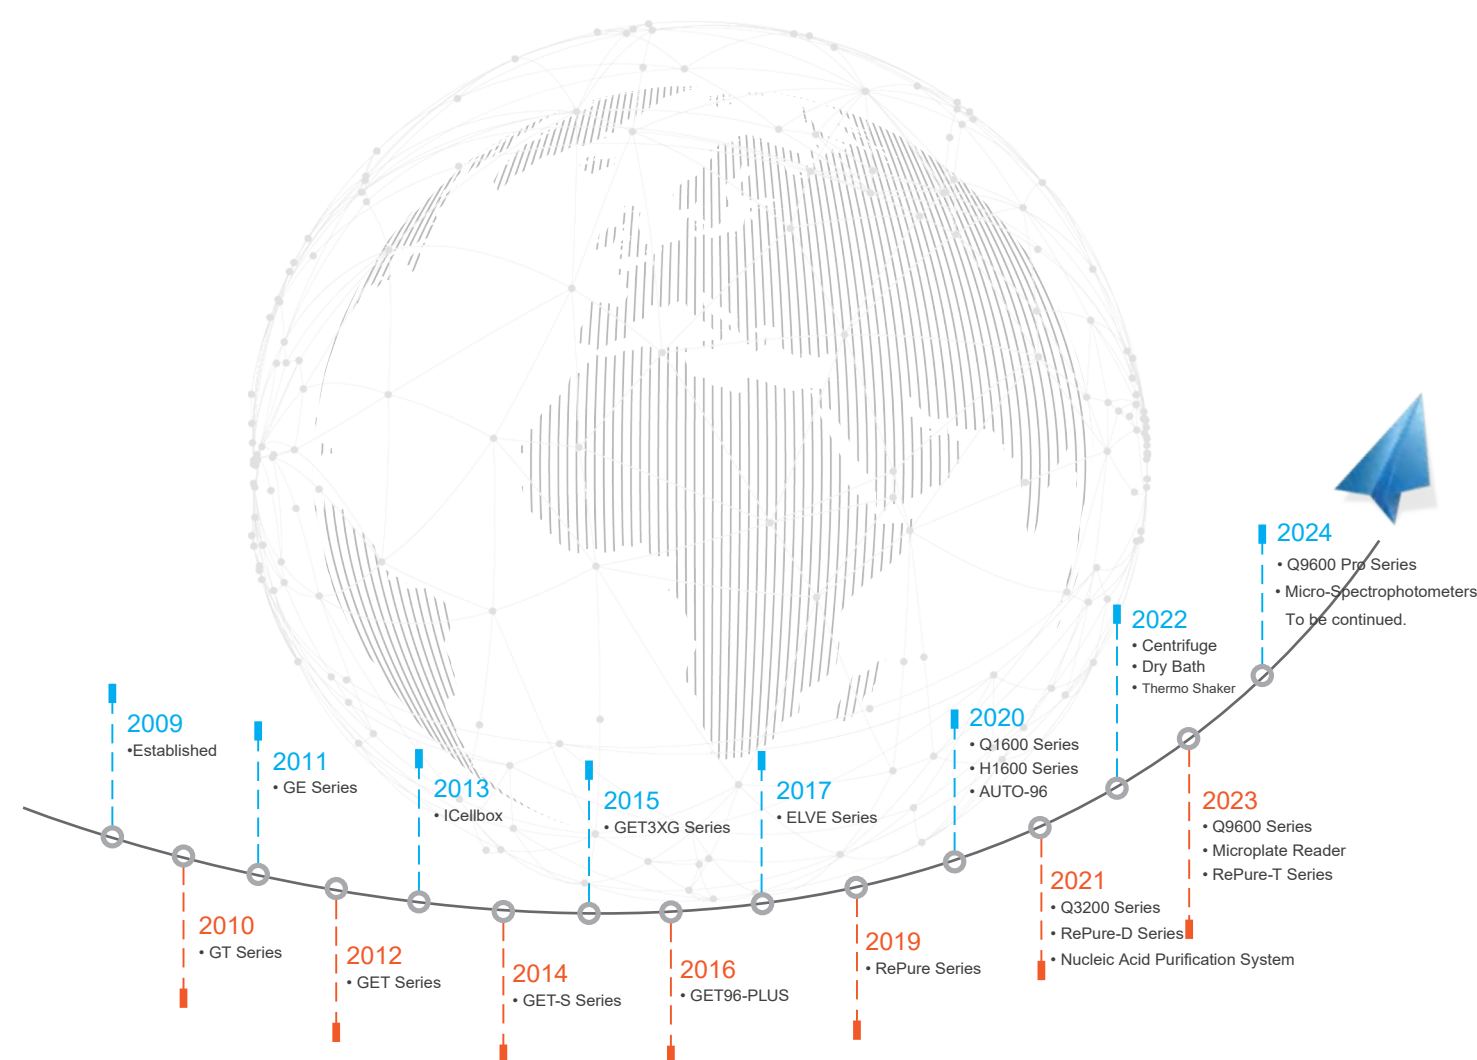 2009
•Established
2010
• GT Series
2011
• GE Series
2012
• GET Series
2013
• ICellbox
2014
• GET-S Series
2015
• GET3XG Series
2016
• GET96-PLUS
2017
• ELVE Series
2019
• RePure Series
2020
• Q1600 Series
• H1600 Series
• AUTO-96
2021
• Q3200 Series
• RePure-D Series
• Nucleic Acid Purification System
2022
• Centrifuge
• Dry Bath
• Thermo Shaker
2023
• Q9600 Series
• Microplate Reader
• RePure-T Series
2024
• Q9600 Pro Series
• Micro-Spectrophotometers
To be continued.